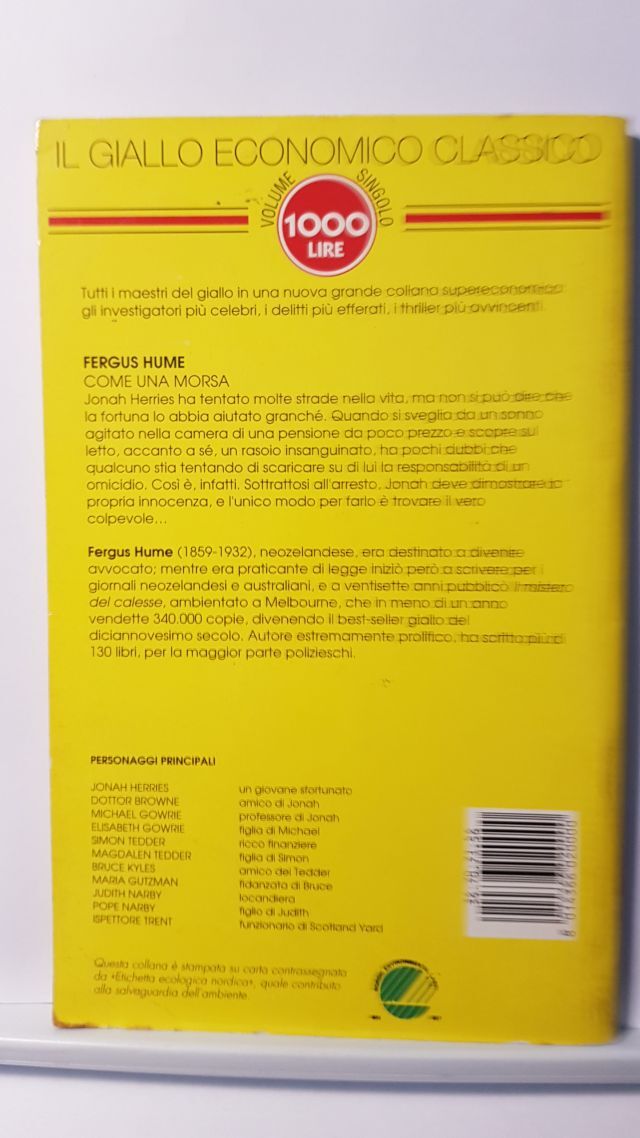 IL GIALLO ECONOMICO CLASSICO
VOLUME SINGOLO
1000
LIRE
Tutti i maestri del giallo in una nuova grande collana supereconomica:
gli investigatori più celebri, i delitti più efferati, i thriller più avvincenti.
FERGUS HUME
COME UNA MORSA
Jonah Herries ha tentato molte strade nella vita, ma non si può dire che
la fortuna lo abbia aiutato granché. Quando si sveglia da un sonno
agitato nella camera di una pensione da poco prezzo e scopre sul
letto, accanto a sé, un rasoio insanguinato, ha pochi dubbi che
qualcuno stia tentando di scaricare su di lui la responsabilità di un
omicidio. Così è, infatti. Sottrattosi all'arresto, Jonah deve dimostrare la
propria innocenza, e l'unico modo per farlo è trovare il vero
colpevole...
Fergus Hume (1859-1932), neozelandese, era destinato a divenire
avvocato; mentre era praticante di legge iniziò però a scrivere per i
giornali neozelandesi e australiani, e a ventisette anni pubblicò Il mistero
del calesse, ambientato a Melbourne, che in meno di un anno
vendette 340.000 copie, divenendo il best-seller giallo del
diciannovesimo secolo. Autore estremamente prolifico, ha scritto più di
130 libri, per la maggior parte polizieschi.
PERSONAGGI PRINCIPALI
JONAH HERRIES un giovane sfortunato
DOTTOR BROWNE amico di Jonah
MICHAEL GOWRIE professore di Jonah
ELISABETH GOWRIE figlia di Michael
SIMON TEDDER ricco finanziere
MAGDALEN TEDDER figlia di Simon
BRUCE KYLES amico dei Tedder
MARIA GUTZMAN fidanzata di Bruce
JUDITH NARBY locandiera
POPE NARBY figlio di Judith
ISPETTORE TRENT funzionario di Scotland Yard
Questa collana è stampata su carta contrassegnata
da «Etichetta ecologica nordica», quale contributo
alla salvaguardia dell'ambiente.